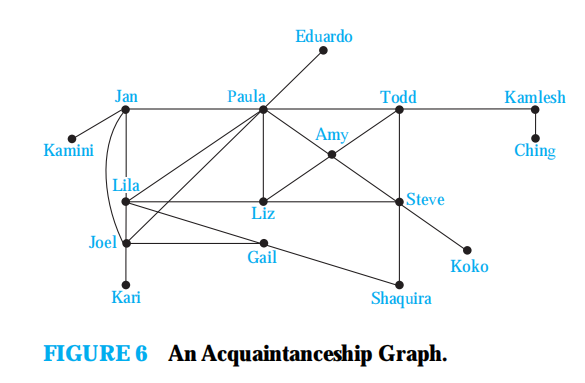 Eduardo
Jan Paula Todd Kamlesh
Amy
Kamini Ching
Lila
Liz Steve
Joel
Gail Koko
Kari Shaquira
FIGURE 6 An Acquaintanceship Graph.